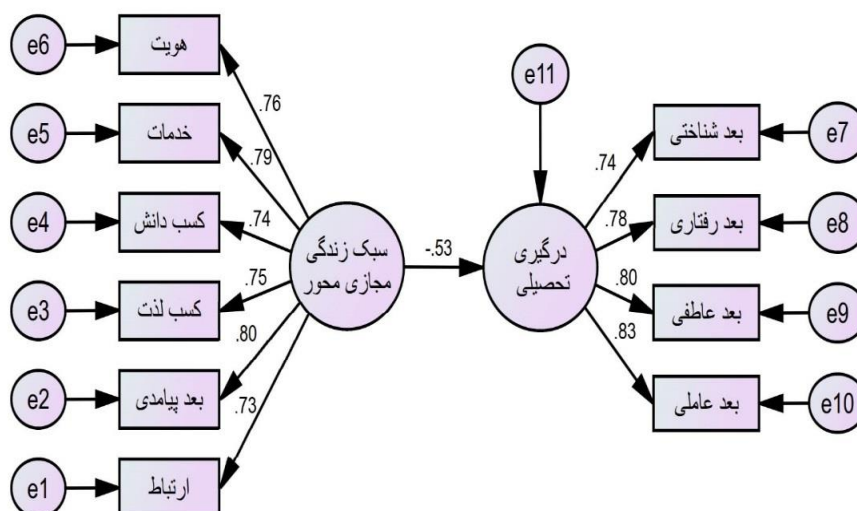 e6
هویت
.76
e5
خدمات
.79
e4
کسب دانش
.74
e3
کسب لذت
.75
e2
بعد پیامدی
.80
e1
ارتباط
.73
سبک زندگی
مجازی محور
-.53
e11
درگیری
تحصیلی
.74
بعد شناختی
e7
.78
بعد رفتاری
e8
.80
بعد عاطفی
e9
.83
بعد عاملی
e10